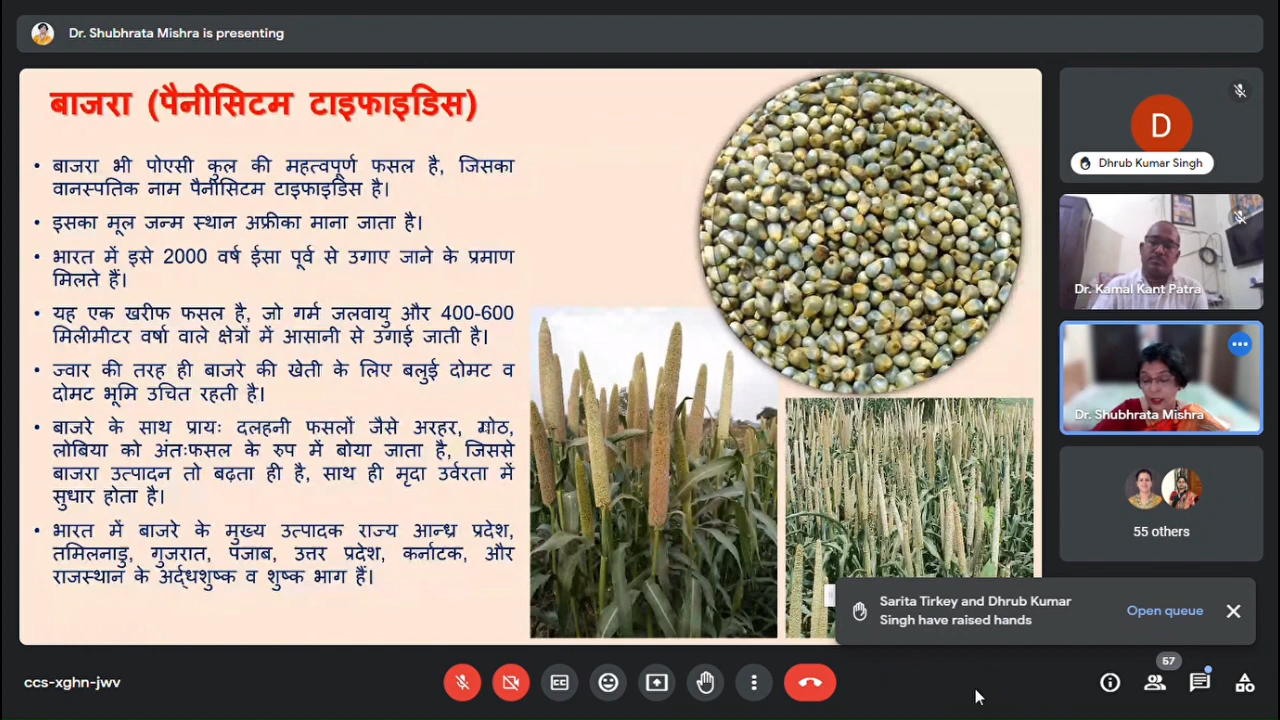 Dr. Shubhrata Mishra is presenting
बाजरा (पैनीसिटम टाइफाइडिस)
• बाजरा भी पोएसी कुल की महत्वपूर्ण फसल है, जिसका
वानस्पतिक नाम पैनीसिटम टाइफाइडिस है।
• इसका मूल जन्म स्थान अफ्रीका माना जाता है।
• भारत में इसे 2000 वर्ष ईसा पूर्व से उगाए जाने के प्रमाण
मिलते हैं।
• यह एक खरीफ फसल है, जो गर्म जलवायु और 400-600
मिलीमीटर वर्षा वाले क्षेत्रों में आसानी से उगाई जाती है।
• ज्वार की तरह ही बाजरे की खेती के लिए बलुई दोमट व
दोमट भूमि उचित रहती है।
• बाजरे के साथ प्रायः दलहनी फसलों जैसे अरहर, मोठ,
लोबिया को अंतःफसल के रुप में बोया जाता है, जिससे
बाजरा उत्पादन तो बढ़ता ही है, साथ ही मृदा उर्वरता में
सुधार होता है।
• भारत में बाजरे के मुख्य उत्पादक राज्य आन्ध्र प्रदेश,
तमिलनाडु, गुजरात, पंजाब, उत्तर प्रदेश, कर्नाटक, और
राजस्थान के अर्द्धशुष्क व शुष्क भाग हैं।
D
Dhrub Kumar Singh
Dr. Kamal Kant Patra
Dr. Shubhrata Mishra
55 others
Sarita Tirkey and Dhrub Kumar
Singh have raised hands
Open queue
ccs-xghn-jwv
57